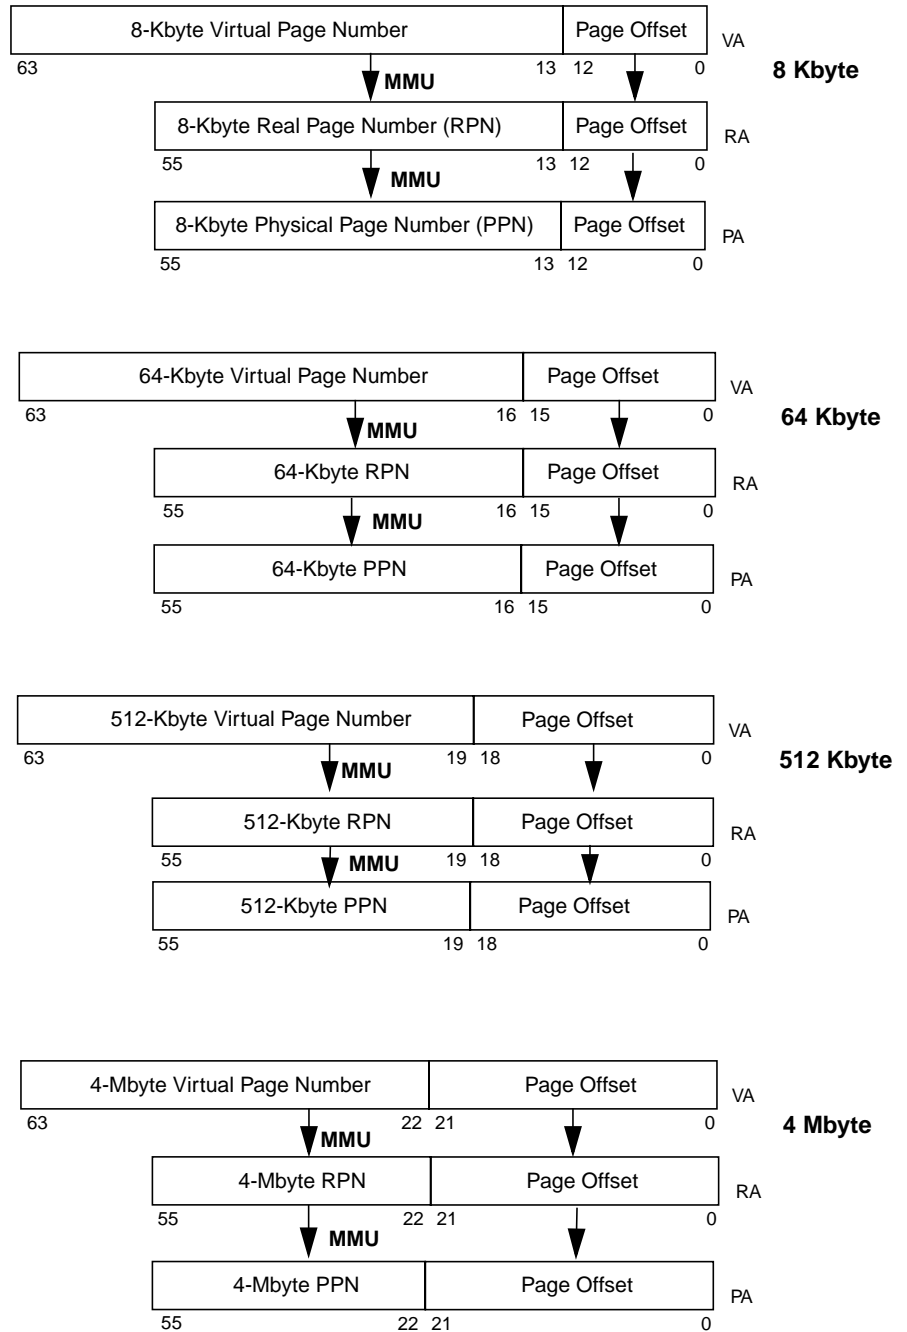 8-Kbyte Virtual Page Number Page Offset VA
63 13 12 0
8 Kbyte
MMU
8-Kbyte Real Page Number (RPN) Page Offset RA
55 13 12 0
MMU
8-Kbyte Physical Page Number (PPN) Page Offset PA
55 13 12 0
64-Kbyte Virtual Page Number Page Offset VA
63 16 15 0
64 Kbyte
MMU
64-Kbyte RPN Page Offset RA
55 16 15 0
MMU
64-Kbyte PPN Page Offset PA
55 16 15 0
512-Kbyte Virtual Page Number Page Offset VA
63 19 18 0
512 Kbyte
MMU
512-Kbyte RPN Page Offset RA
55 19 18 0
MMU
512-Kbyte PPN Page Offset PA
55 19 18 0
4-Mbyte Virtual Page Number Page Offset VA
63 22 21 0
4 Mbyte
MMU
4-Mbyte RPN Page Offset RA
55 22 21 0
MMU
4-Mbyte PPN Page Offset PA
55 22 21 0